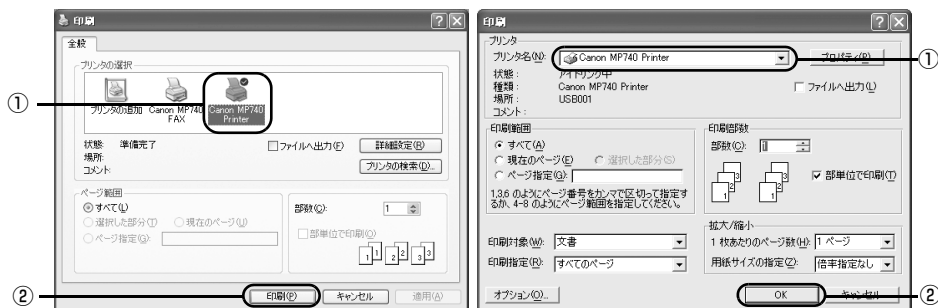 印刷
全般
プリンタの選択
プリンタの追加 Canon MP740 FAX Canon MP740 Printer
①
状態: 準備完了
場所:
コメント:
ファイルへ出力(F)
詳細設定(R)
プリンタの検索(D)...
ページ範囲
すべて(L)
選択した部分(T) 現在のページ(U)
ページ指定(G):
部数(C): 1
部単位で印刷(O)
1 1 2 2 3 3
②
印刷(P) キャンセル 適用(A)
印刷
プリンタ
プリンタ名(N): Canon MP740 Printer プロパティ(P)
①
状態: アイドリング中
種類: Canon MP740 Printer
場所: USB001
コメント:
ファイルへ出力(L)
印刷範囲
すべて(A)
現在のページ(E) 選択した部分(S)
ページ指定(G):
1,3,6 のようにページ番号をカンマで区切って指定す
るか、4-8 のようにページ範囲を指定してください。
印刷部数
部数(C): 1
1 2 3 1 2 3
部単位で印刷(T)
印刷対象(W): 文書
印刷指定(R): すべてのページ
拡大/縮小
1 枚あたりのページ数(H): 1 ページ
用紙サイズの指定(Z): 倍率指定なし
オプション(O)... OK キャンセル
②